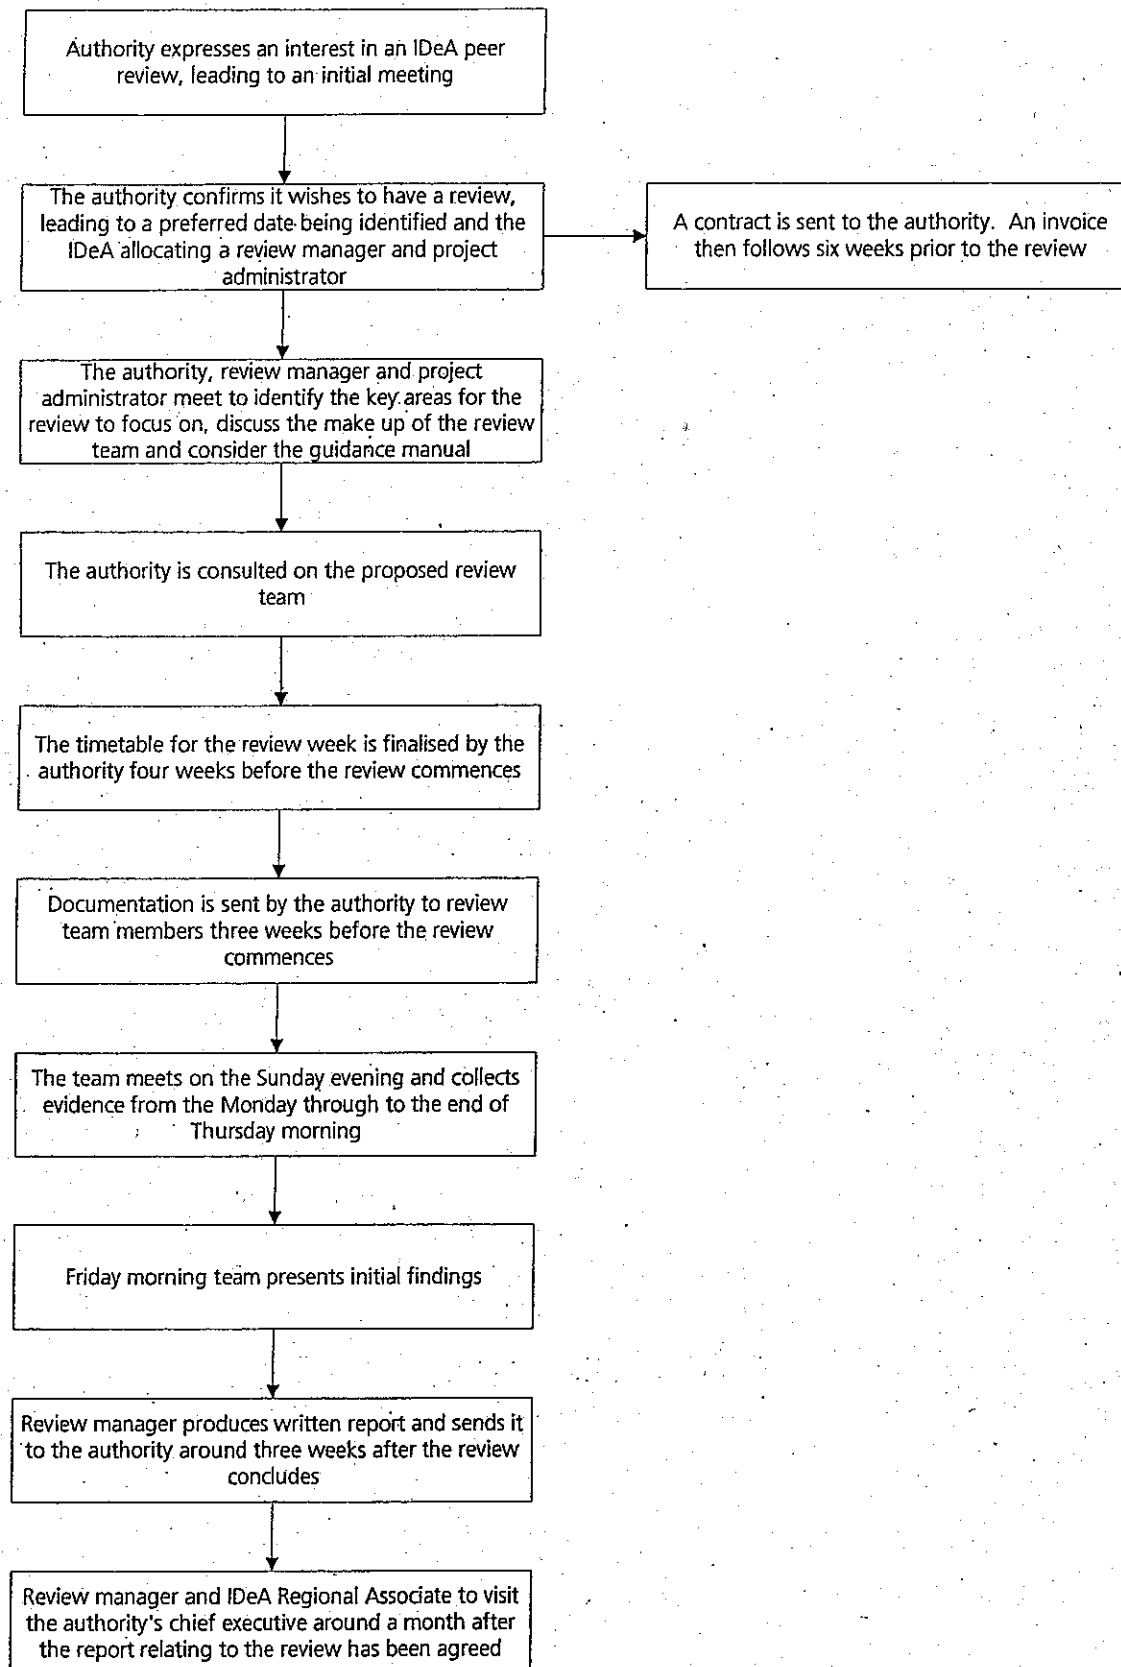 Authority expresses an interest in an IDeA peer
review, leading to an initial meeting
The authority confirms it wishes to have a review,
leading to a preferred date being identified and the
IDeA allocating a review manager and project
administrator
A contract is sent to the authority. An invoice
then follows six weeks prior to the review
The authority, review manager and project
administrator meet to identify the key areas for the
review to focus on, discuss the make up of the review
team and consider the guidance manual
The authority is consulted on the proposed review
team
The timetable for the review week is finalised by the
authority four weeks before the review commences
Documentation is sent by the authority to review
team members three weeks before the review
commences
The team meets on the Sunday evening and collects
evidence from the Monday through to the end of
Thursday morning
Friday morning team presents initial findings
Review manager produces written report and sends it
to the authority around three weeks after the review
concludes
Review manager and IDeA Regional Associate to visit
the authority's chief executive around a month after
the report relating to the review has been agreed